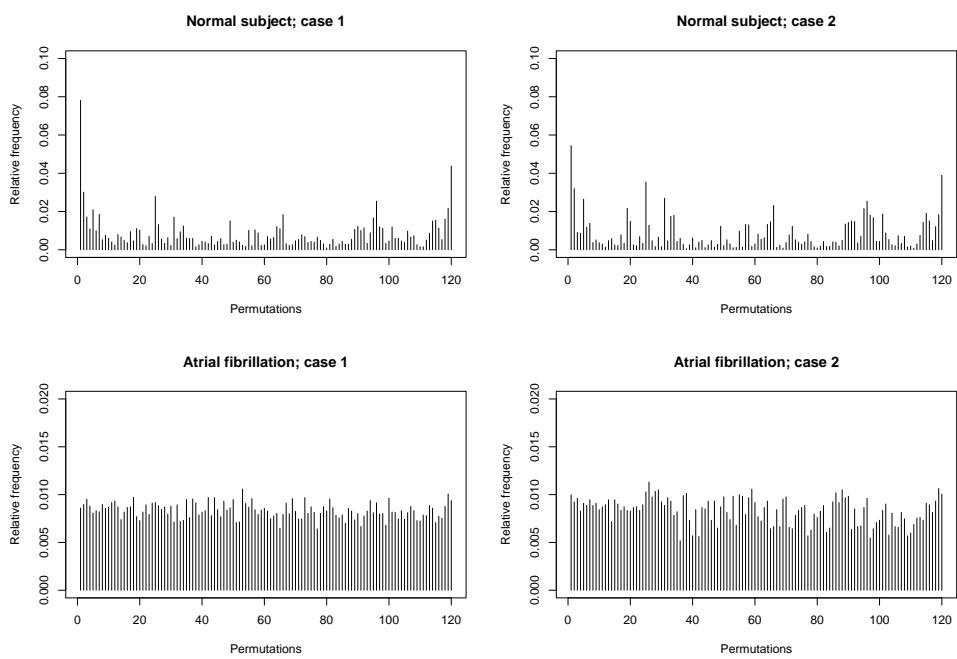 Normal subject; case 1
Relative frequency
0.00 0.02 0.04 0.06 0.08 0.10
0 20 40 60 80 100 120
Permutations
Normal subject; case 2
Relative frequency
0.00 0.02 0.04 0.06 0.08 0.10
0 20 40 60 80 100 120
Permutations
Atrial fibrillation; case 1
Relative frequency
0.000 0.005 0.010 0.015 0.020
0 20 40 60 80 100 120
Permutations
Atrial fibrillation; case 2
Relative frequency
0.000 0.005 0.010 0.015 0.020
0 20 40 60 80 100 120
Permutations